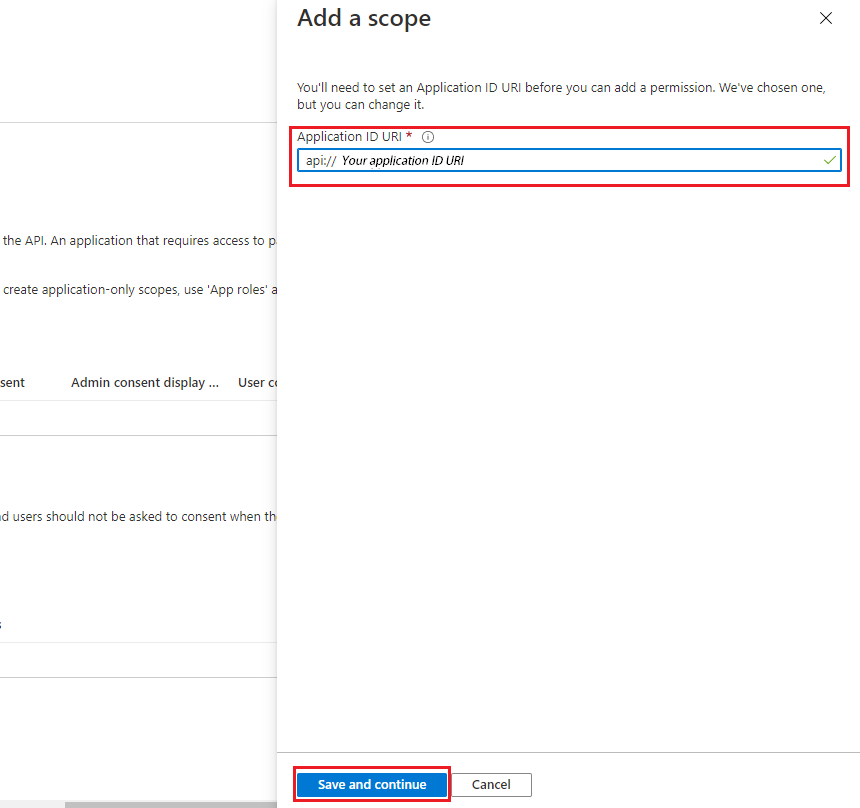 Add a scope
You'll need to set an Application ID URI before you can add a permission. We've chosen one,
but you can change it.
Application ID URI *
api:// Your application ID URI
the API. An application that requires access to p
create application-only scopes, use 'App roles' a
sent Admin consent display ... User co
nd users should not be asked to consent when th
s
Save and continue Cancel